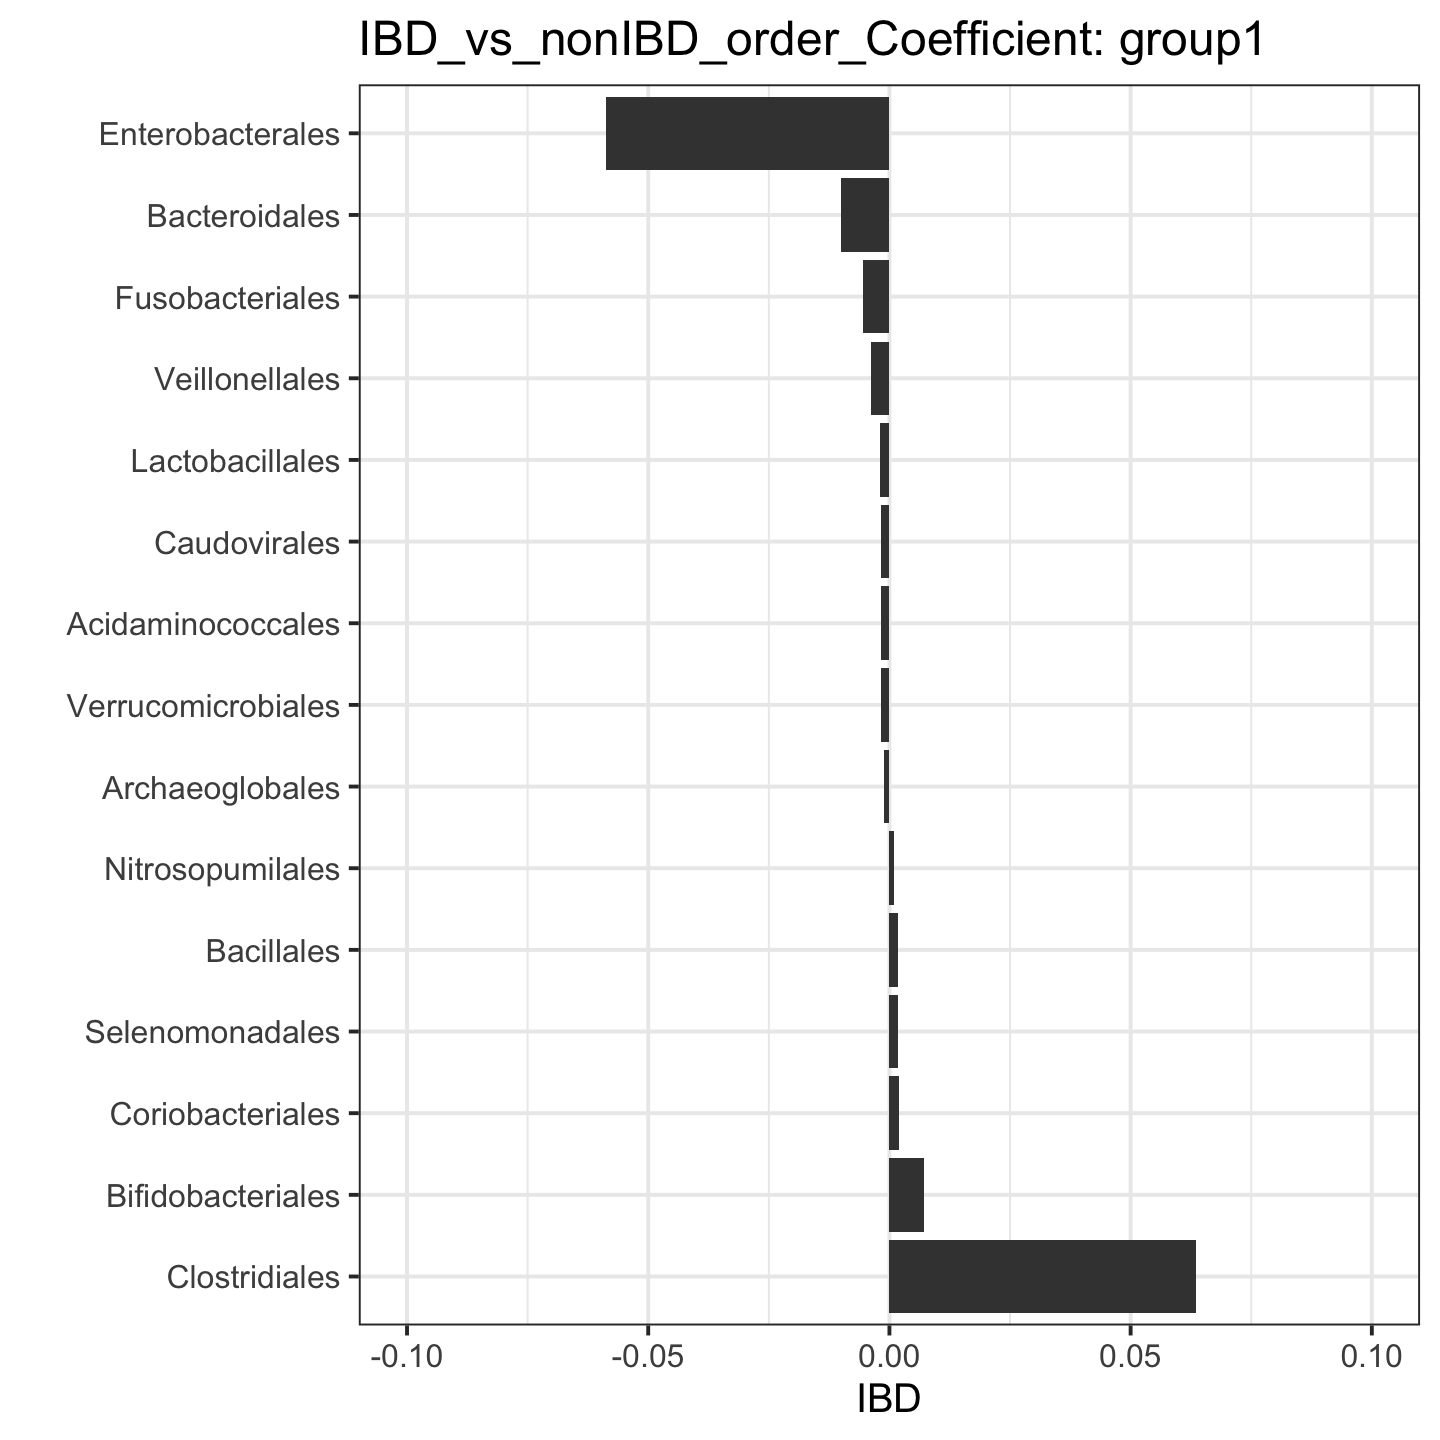 IBD_vs_nonIBD_order_Coefficient: group1
Enterobacterales
Bacteroidales
Fusobacteriales
Veillonellales
Lactobacillales
Caudovirales
Acidaminococcales
Verrucomicrobiales
Archaeoglobales
Nitrosopumilales
Bacillales
Selenomonadales
Coriobacteriales
Bifidobacteriales
Clostridiales
-0.10 -0.05 0.00 0.05 0.10
IBD